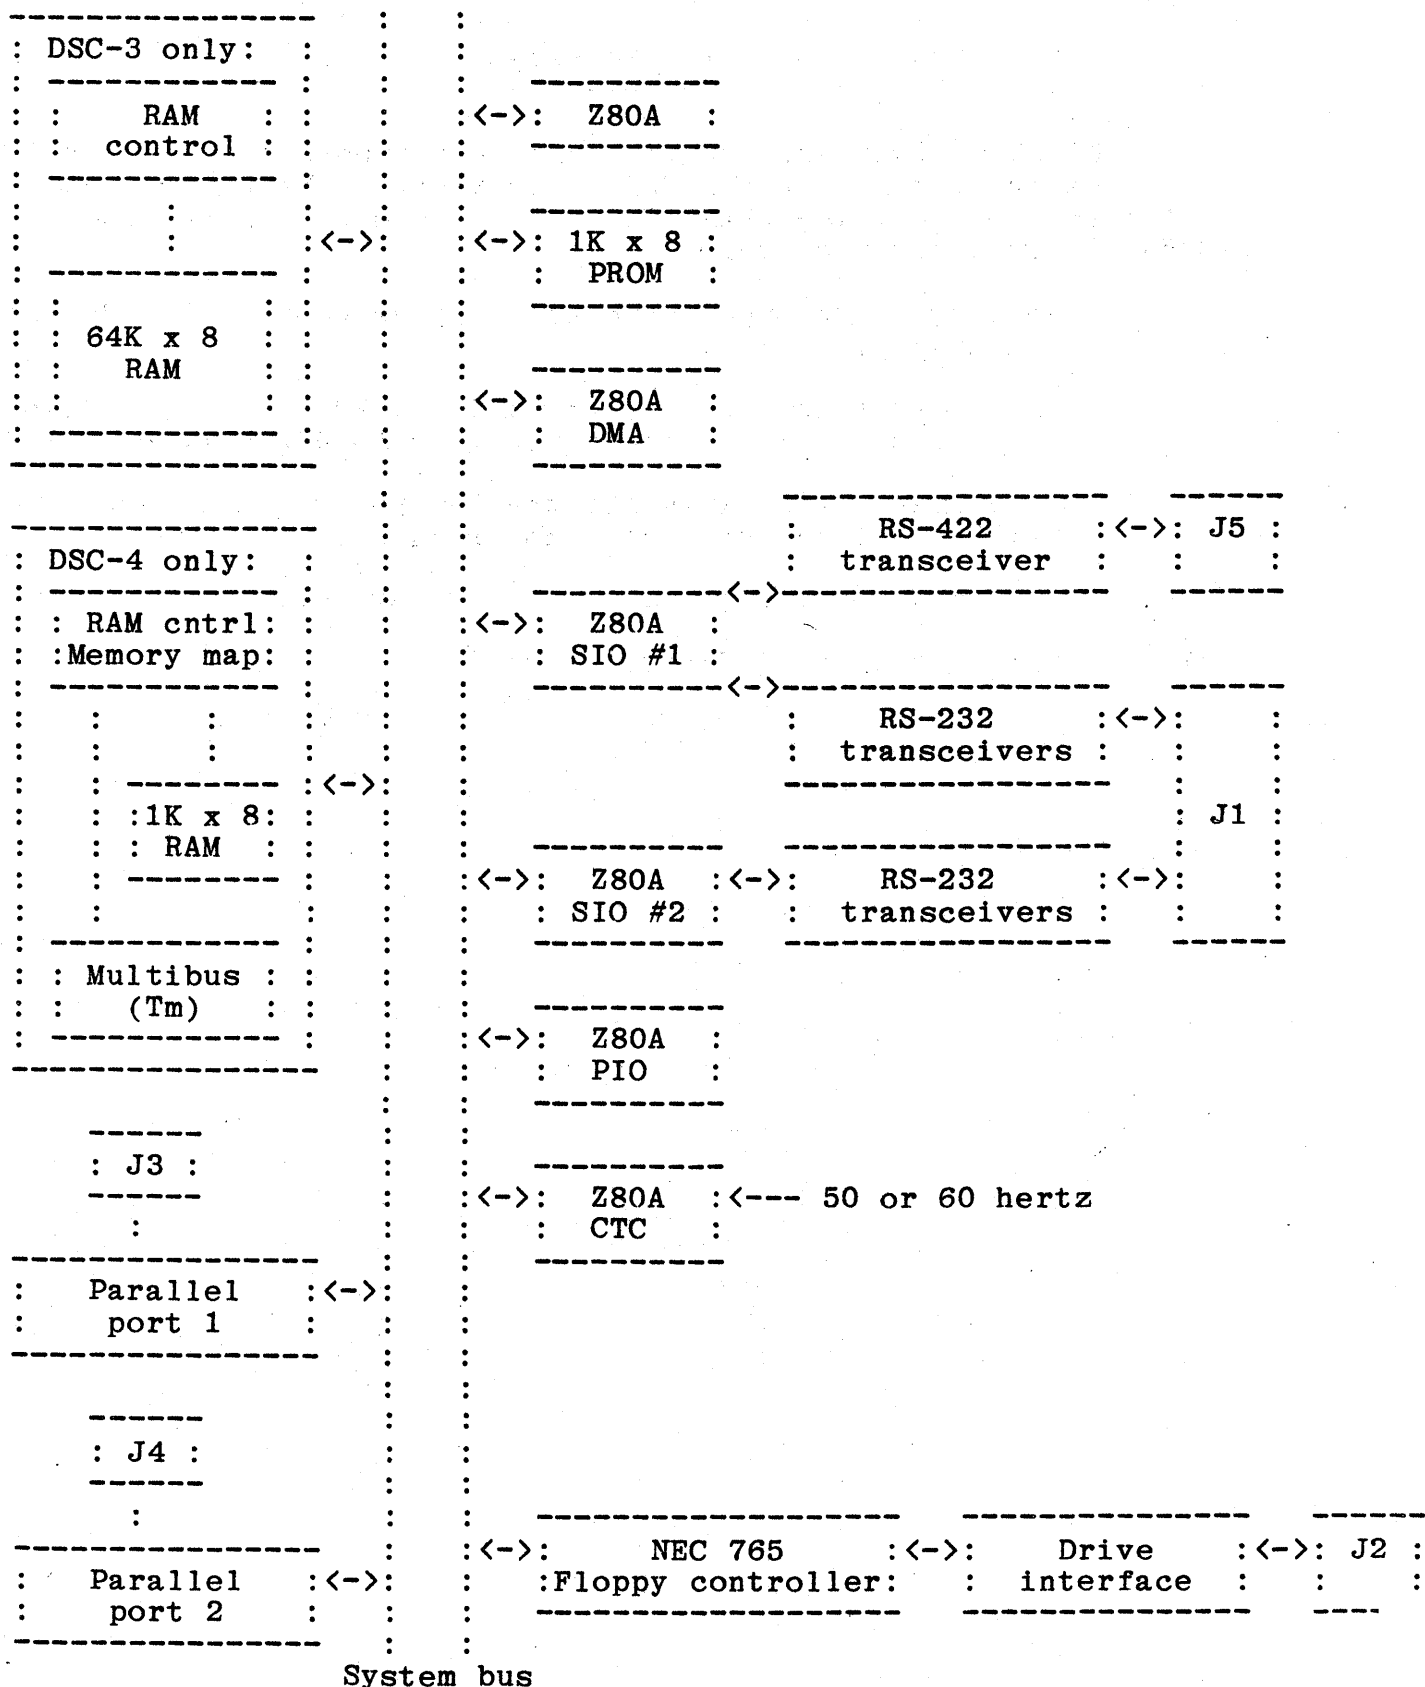 DSC-3 only:
RAM
control
64K x 8
RAM
DSC-4 only:
RAM cntrl
Memory map
1K x 8
RAM
Multibus
(Tm)
J3
Parallel
port 1
J4
Parallel
port 2
Z80A
1K x 8
PROM
Z80A
DMA
Z80A
SIO #1
RS-422
transceiver
J5
RS-232
transceivers
J1
Z80A
SIO #2
RS-232
transceivers
Z80A
PIO
Z80A
CTC
50 or 60 hertz
NEC 765
Floppy controller
Drive
interface
J2
System bus